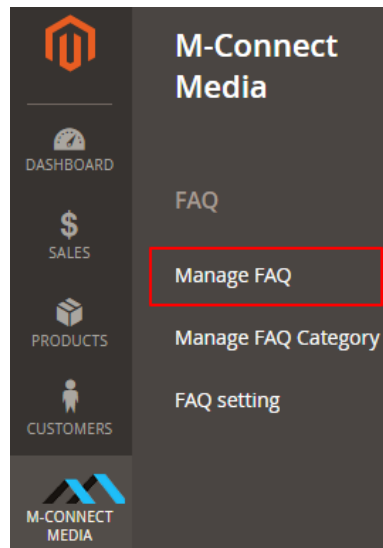 DASHBOARD
$
SALES
PRODUCTS
CUSTOMERS
M-CONNECT
MEDIA
M-Connect
Media
FAQ
Manage FAQ
Manage FAQ Category
FAQ setting